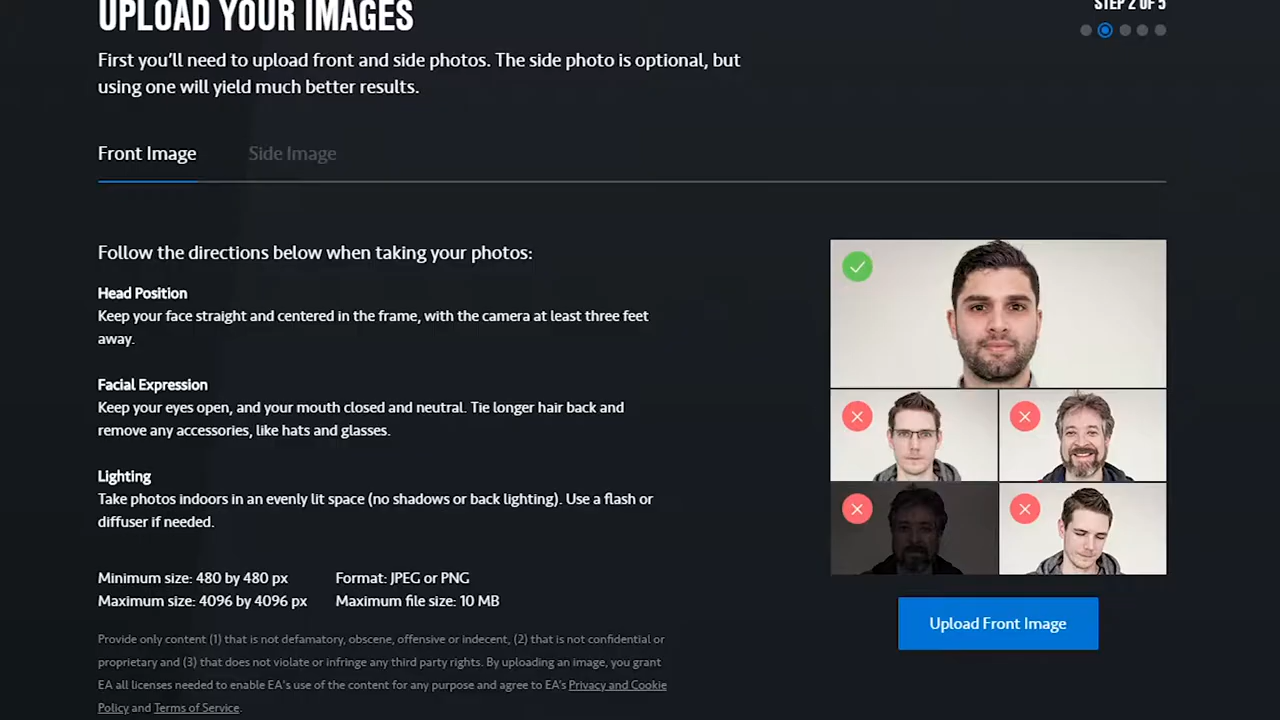 UPLOAD YOUR IMAGES
STEP 2 OF 5
First you’ll need to upload front and side photos. The side photo is optional, but
using one will yield much better results.
Front Image
Side Image
Follow the directions below when taking your photos:
Head Position
Keep your face straight and centered in the frame, with the camera at least three feet
away.
Facial Expression
Keep your eyes open, and your mouth closed and neutral. Tie longer hair back and
remove any accessories, like hats and glasses.
Lighting
Take photos indoors in an evenly lit space (no shadows or back lighting). Use a flash or
diffuser if needed.
Minimum size: 480 by 480 px
Format: JPEG or PNG
Maximum size: 4096 by 4096 px
Maximum file size: 10 MB
Upload Front Image
Provide only content (1) that is not defamatory, obscene, offensive or indecent, (2) that is not confidential or
proprietary and (3) that does not violate or infringe any third party rights. By uploading an image, you grant
EA all licenses needed to enable EA's use of the content for any purpose and agree to EA's Privacy and Cookie
Policy and Terms of Service.